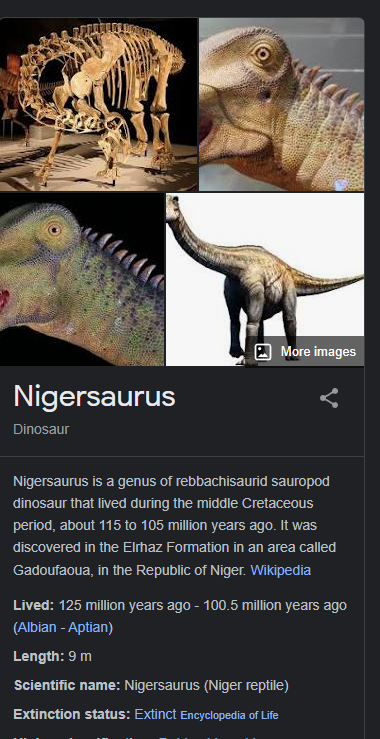 More images
Nigersaurus
Dinosaur
Nigersaurus is a genus of rebbachisaurid sauropod
dinosaur that lived during the middle Cretaceous
period, about 115 to 105 million years ago. It was
discovered in the Elrhaz Formation in an area called
Gadoufaoua, in the Republic of Niger. Wikipedia
Lived: 125 million years ago - 100.5 million years ago
(Albian - Aptian)
Length: 9 m
Scientific name: Nigersaurus (Niger reptile)
Extinction status: Extinct Encyclopedia of Life